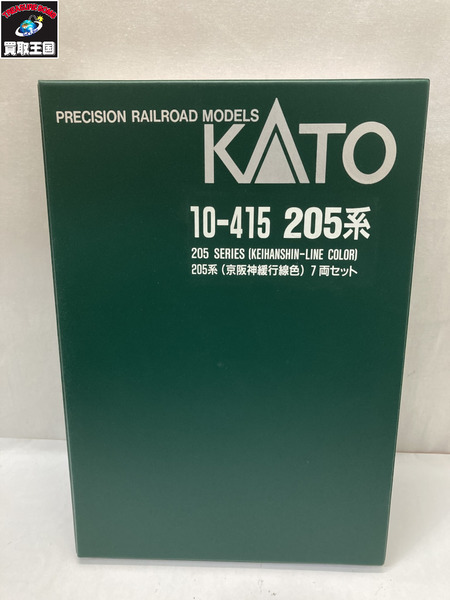 TREASURE KINGDOM
買取王国
PRECISION RAILROAD MODELS
KATO
10-415 205系
205 SERIES (KEIHANSHIN-LINE COLOR)
205系(京阪神緩行線色) 7両セット